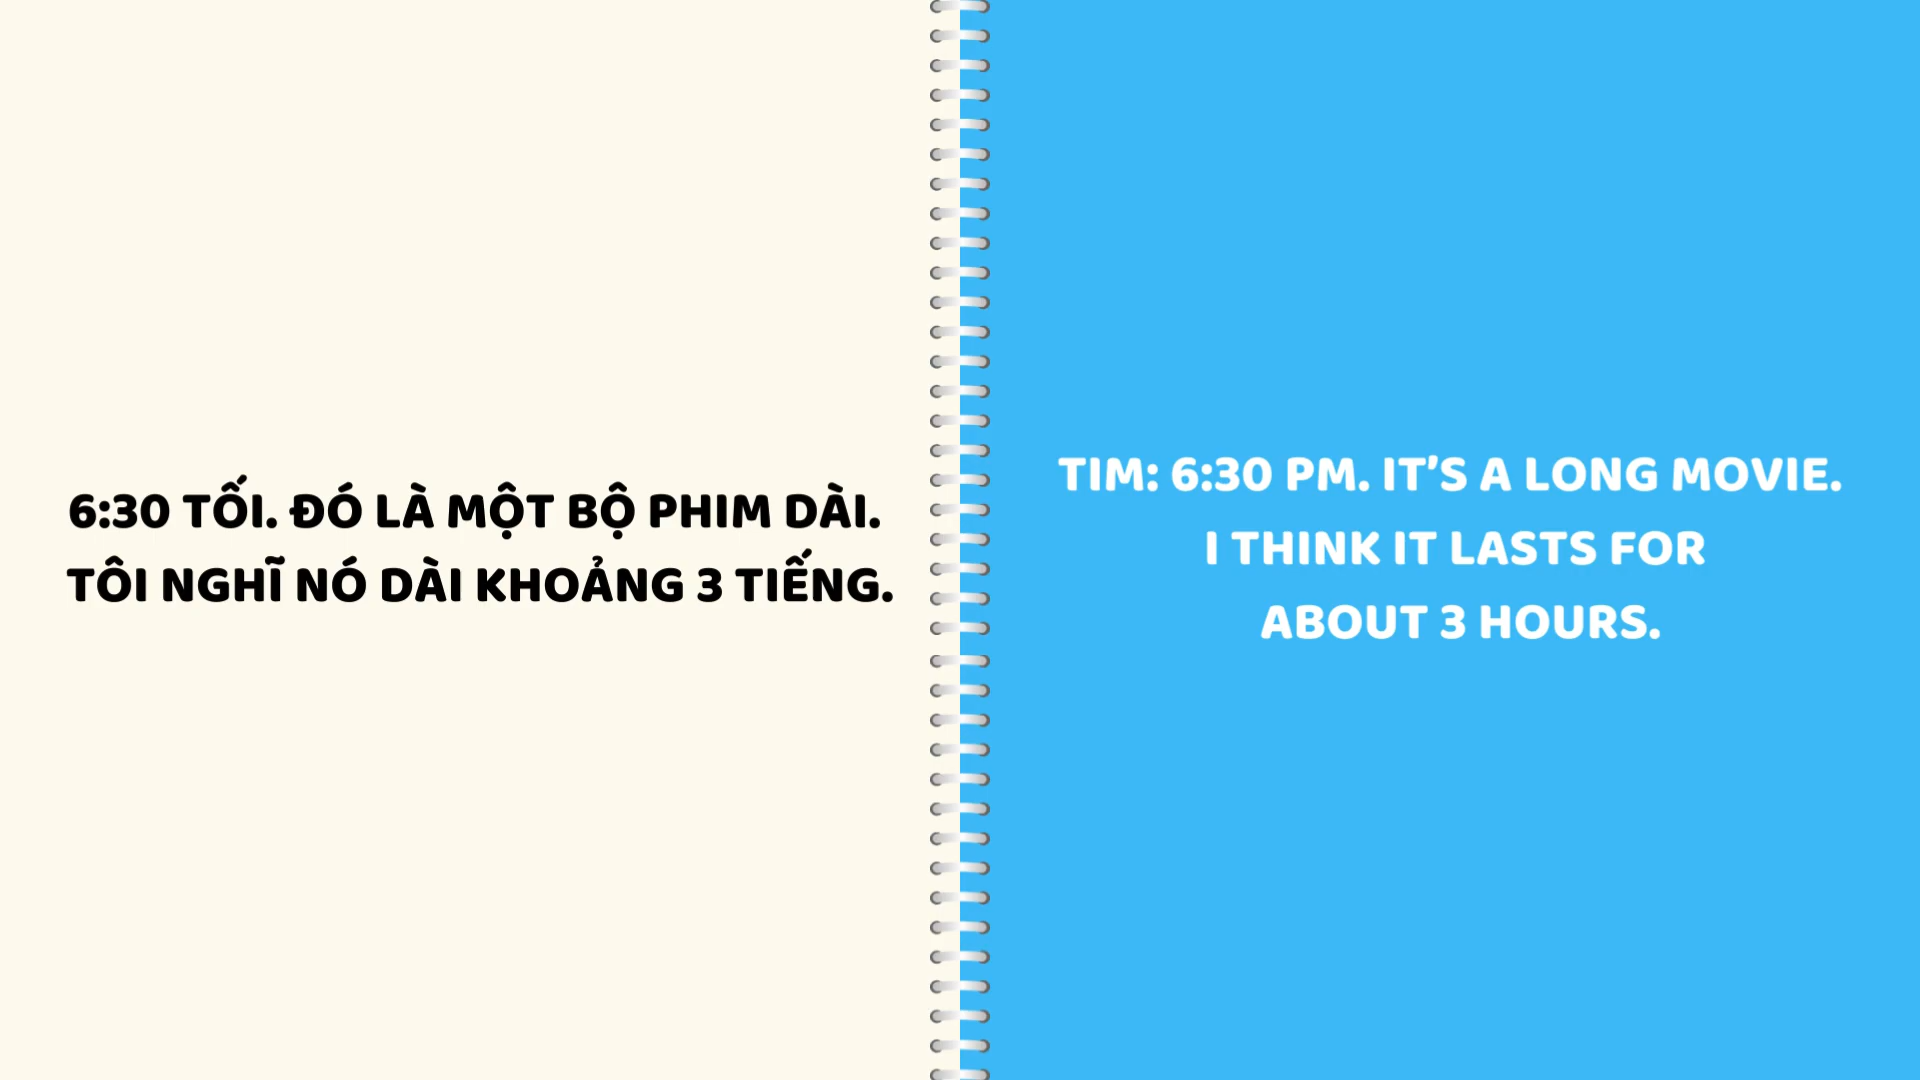 6:30 TỐI. ĐÓ LÀ MỘT BỘ PHIM DÀI.
TÔI NGHĨ NÓ DÀI KHOẢNG 3 TIẾNG.
TIM: 6:30 PM. IT'S A LONG MOVIE.
I THINK IT LASTS FOR
ABOUT 3 HOURS.